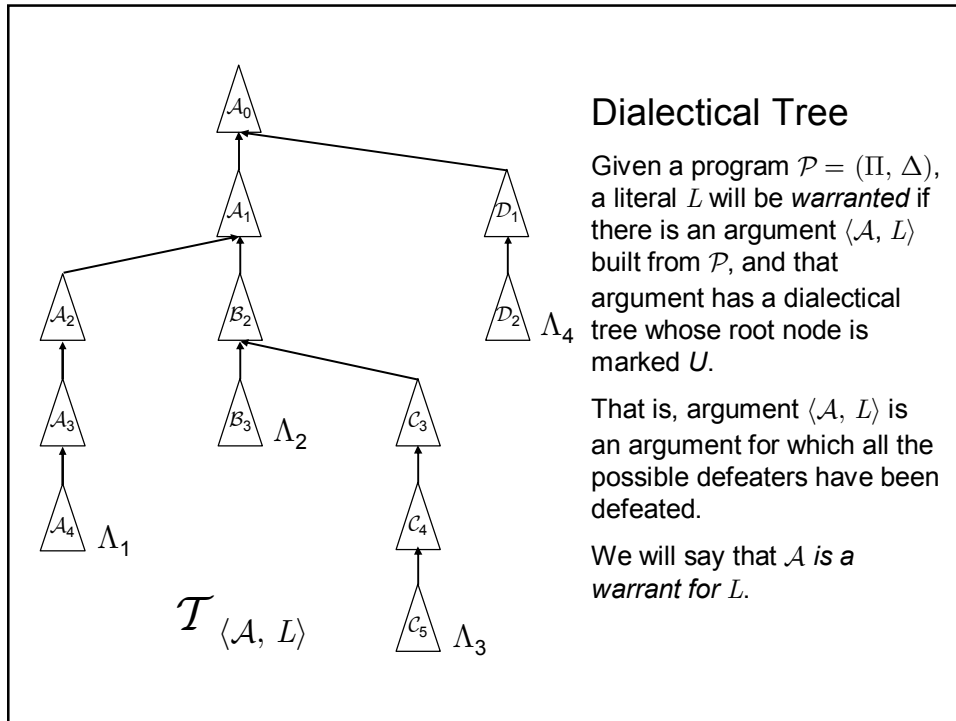 𝒜0
𝒜1
𝒟1
𝒜2
ℬ2
𝒟2 Λ4
𝒜3
ℬ3 Λ2
𝒞3
𝒜4 Λ1
𝒞4
𝒞5 Λ3
𝒯⟨𝒜, L⟩
Dialectical Tree
Given a program 𝒫 = (Π, Δ),
a literal L will be warranted if
there is an argument ⟨𝒜, L⟩
built from 𝒫, and that
argument has a dialectical
tree whose root node is
marked U.
That is, argument ⟨𝒜, L⟩ is
an argument for which all the
possible defeaters have been
defeated.
We will say that 𝒜 is a
warrant for L.